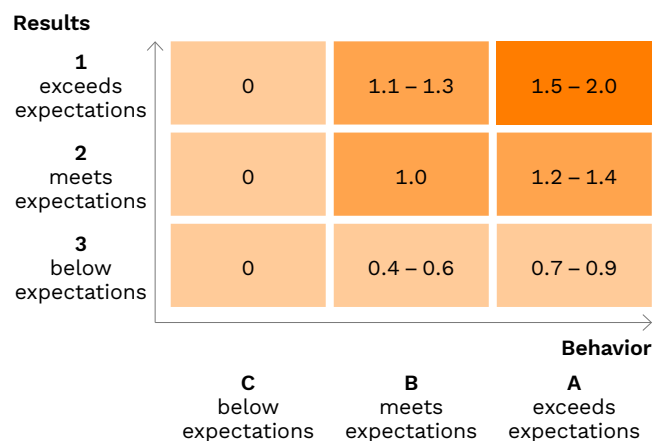 Results
1
exceeds
expectations
0
1.1 – 1.3
1.5 – 2.0
2
meets
expectations
0
1.0
1.2 – 1.4
3
below
expectations
0
0.4 – 0.6
0.7 – 0.9
Behavior
C
below
expectations
B
meets
expectations
A
exceeds
expectations